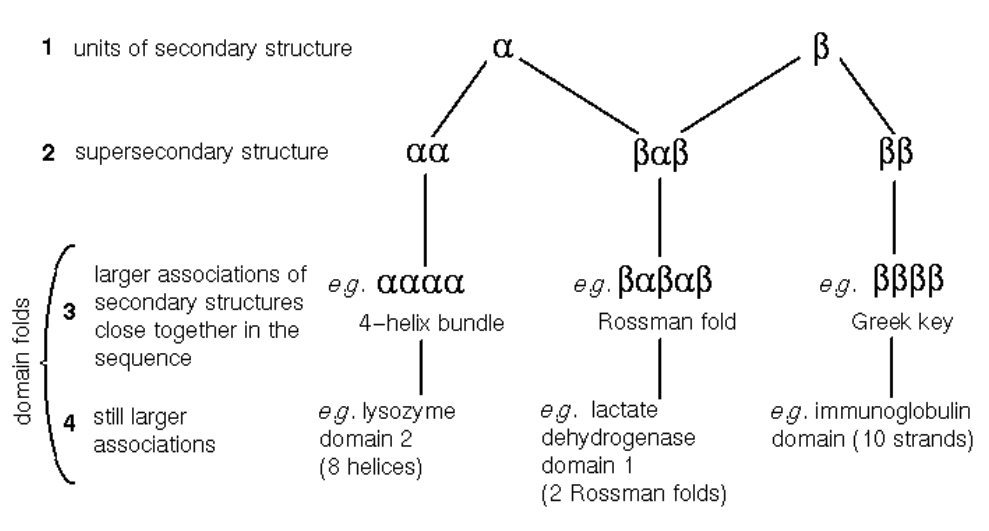 1 units of secondary structure α β
2 supersecondary structure αα βαβ ββ
domain folds
3 larger associations of
secondary structures
close together in the
sequence
e.g. αααα
4–helix bundle
e.g. βαβαβ
Rossman fold
e.g. ββββ
Greek key
4 still larger
associations
e.g. lysozyme
domain 2
(8 helices)
e.g. lactate
dehydrogenase
domain 1
(2 Rossman folds)
e.g. immunoglobulin
domain (10 strands)